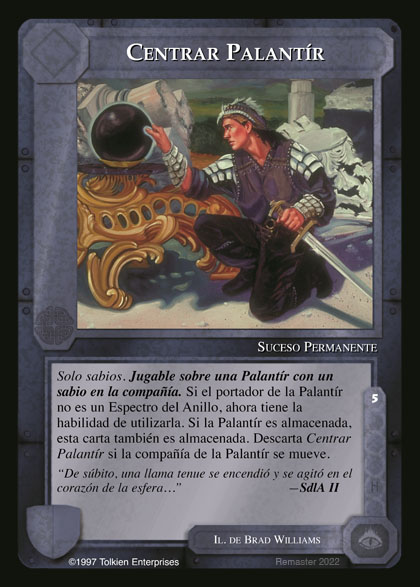 CENTRAR PALANTÍR
SUCESO PERMANENTE
Solo sabios. Jugable sobre una Palantír con un
sabio en la compañía. Si el portador de la Palantír
no es un Espectro del Anillo, ahora tiene la
habilidad de utilizarla. Si la Palantír es almacenada,
esta carta también es almacenada. Descarta Centrar
Palantír si la compañía de la Palantír se mueve.
5
“De súbito, una llama tenue se encendió y se agitó en el
corazón de la esfera…” —SdlA II
H
IL. DE BRAD WILLIAMS
©1997 Tolkien Enterprises
Remaster 2022